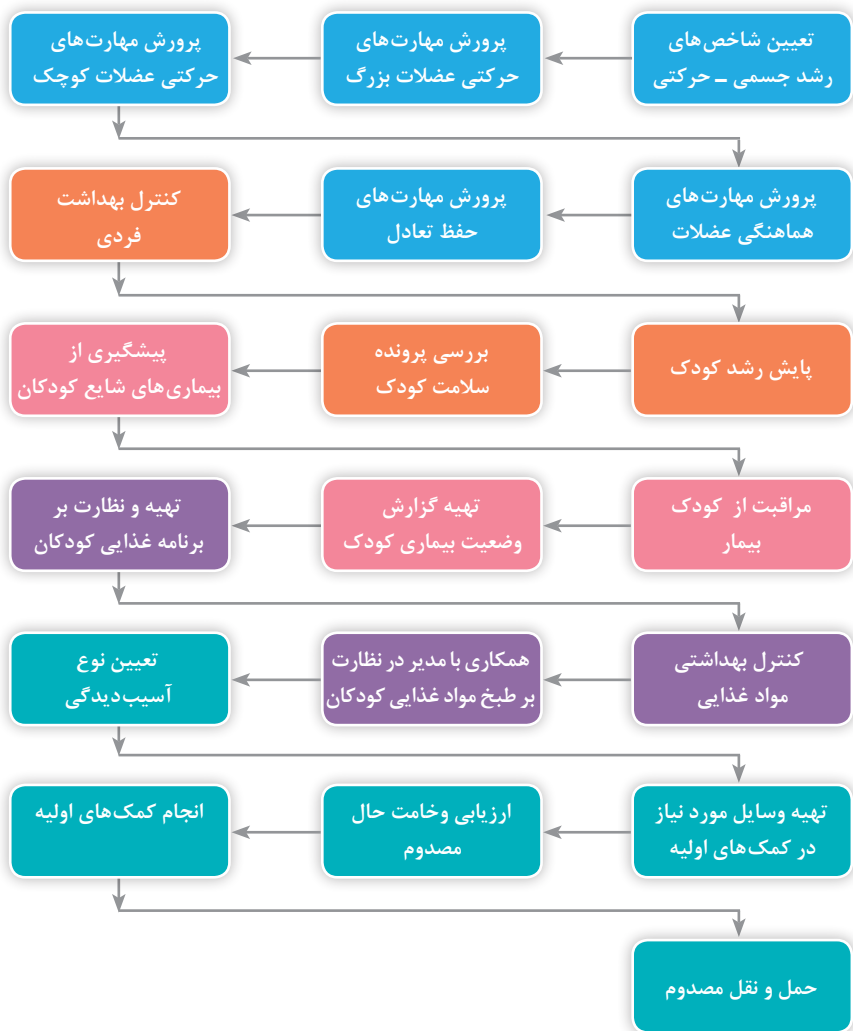 تعیین شاخص‌های
رشد جسمی ـ حرکتی
پرورش مهارت‌های
حرکتی عضلات بزرگ
پرورش مهارت‌های
حرکتی عضلات کوچک
پرورش مهارت‌های
هماهنگی عضلات
پرورش مهارت‌های
حفظ تعادل
کنترل بهداشت
فردی
پایش رشد کودک
بررسی پرونده
سلامت کودک
پیشگیری از
بیماری‌های شایع کودکان
مراقبت از کودک
بیمار
تهیه گزارش
وضعیت بیماری کودک
تهیه و نظارت بر
برنامه غذایی کودکان
کنترل بهداشتی
مواد غذایی
همکاری با مدیر در نظارت
بر طبخ مواد غذایی کودکان
تعیین نوع
آسیب‌دیدگی
تهیه وسایل مورد نیاز
در کمک‌های اولیه
ارزیابی وخامت حال
مصدوم
انجام کمک‌های اولیه
حمل و نقل مصدوم